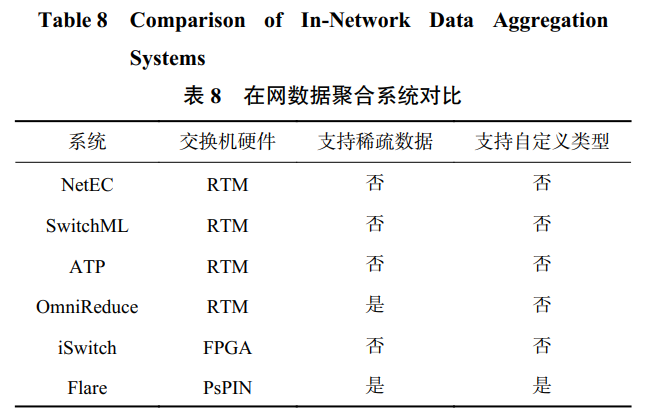 Table 8 Comparison of In-Network Data Aggregation
Systems
表 8 在网数据聚合系统对比
系统 交换机硬件 支持稀疏数据 支持自定义类型
NetEC RTM 否 否
SwitchML RTM 否 否
ATP RTM 否 否
OmniReduce RTM 是 否
iSwitch FPGA 否 否
Flare PsPIN 是 是